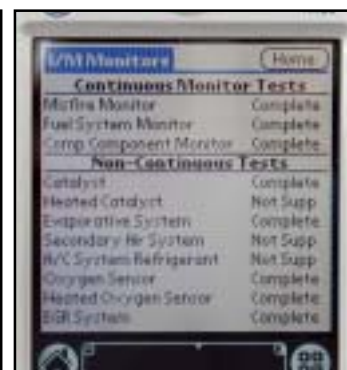 I/M Monitors Home
Continuous Monitor Tests
Misfire Monitor Complete
Fuel System Monitor Complete
Comp Component Monitor Complete
Non-Continuous Tests
Catalyst Complete
Heated Catalyst Not Supp
Evaporative System Complete
Secondary Air System Not Supp
A/C System Refrigerant Not Supp
Oxygen Sensor Complete
Heated Oxygen Sensor Complete
EGR System Complete